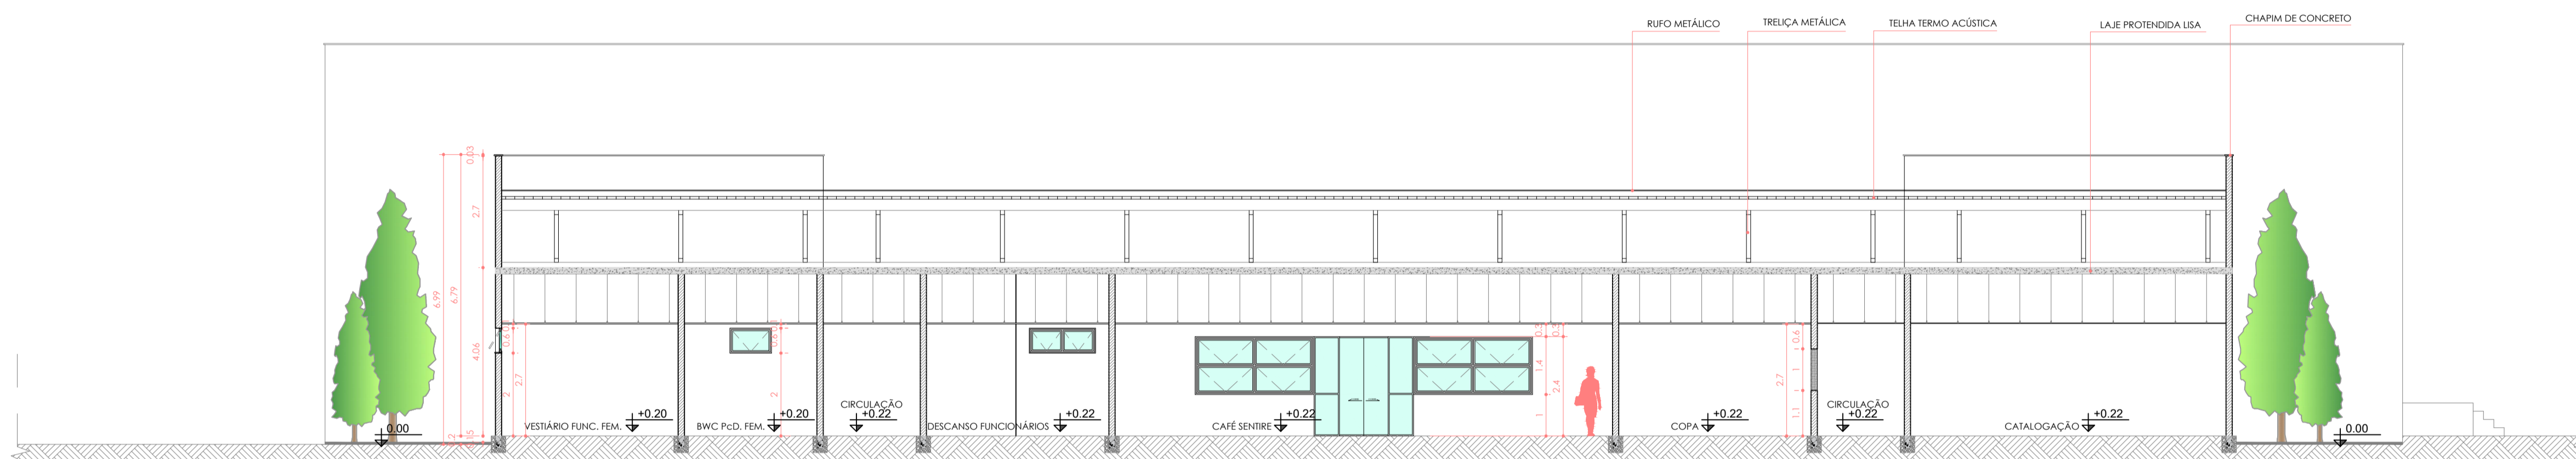 RUFO METÁLICO
TRELIÇA METÁLICA
TELHA TERMO ACÚSTICA
LAJE PROTENDIDA LISA
CHAPIM DE CONCRETO
0.03
2.7
6.99
6.79
4.06
2
2.7
0.6
2
0.6
0.3
0.3
1.4
2.4
1
2.7
0.6
1
1.1
0.00
VESTIÁRIO FUNC. FEM.
+0.20
BWC PcD. FEM.
+0.20
CIRCULAÇÃO
+0.22
DESCANSO FUNCIONÁRIOS
+0.22
CAFÉ SENTIRE
+0.22
COPA
+0.22
CIRCULAÇÃO
+0.22
CATALOGAÇÃO
+0.22
0.00